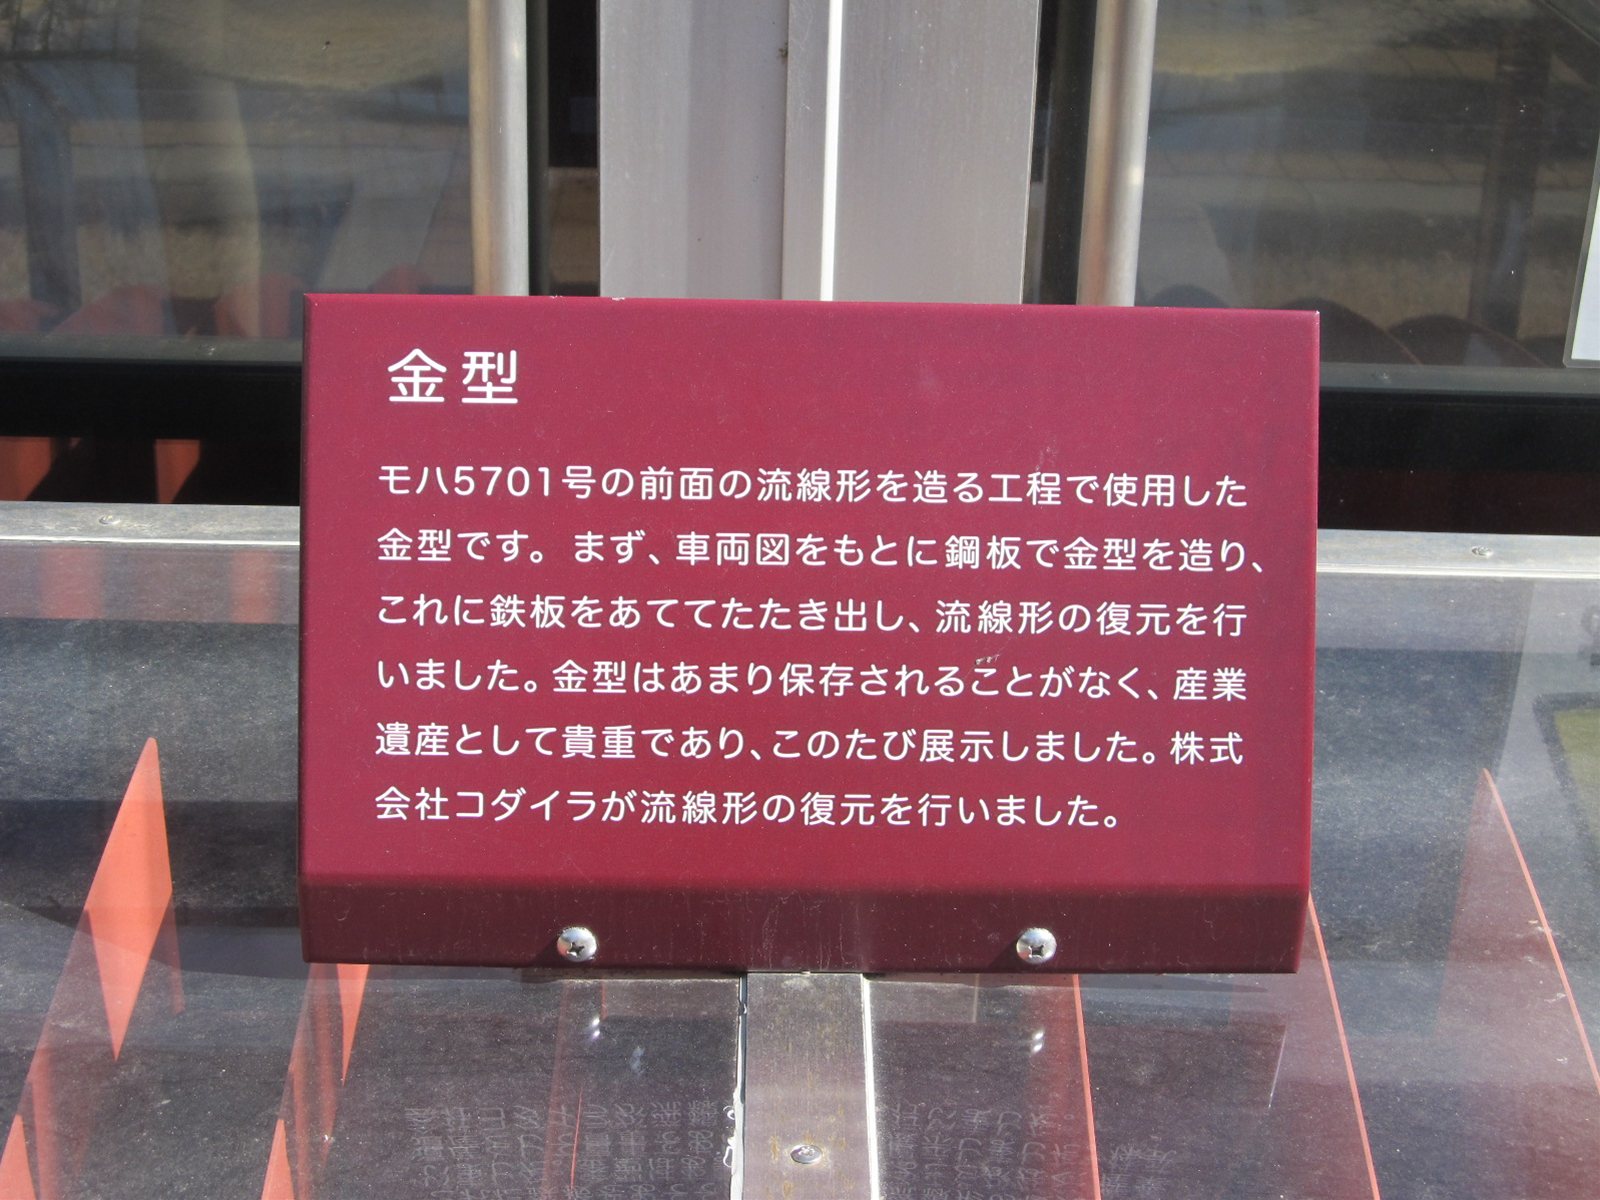 金型
モハ5701号の前面の流線形を造る工程で使用した
金型です。まず、車両図をもとに鋼板で金型を造り、
これに鉄板をあててたたき出し、流線形の復元を行
いました。金型はあまり保存されることがなく、産業
遺産として貴重であり、このたび展示しました。株式
会社コダイラが流線形の復元を行いました。